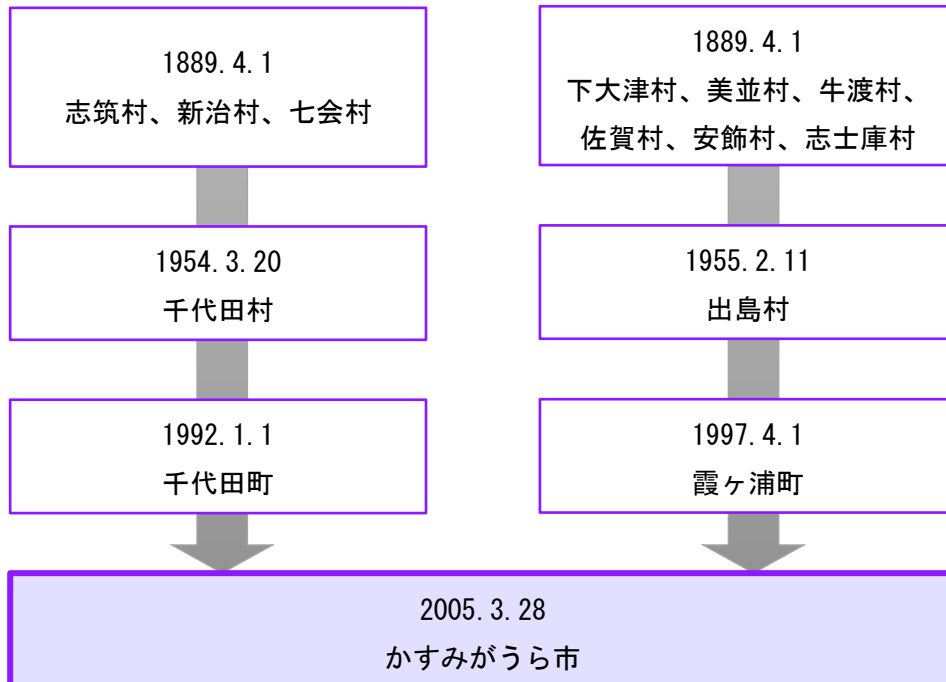 1889.4.1
志筑村、新治村、七会村
1954.3.20
千代田村
1992.1.1
千代田町
1889.4.1
下大津村、美並村、牛渡村、
佐賀村、安飾村、志士庫村
1955.2.11
出島村
1997.4.1
霞ヶ浦町
2005.3.28
かすみがうら市